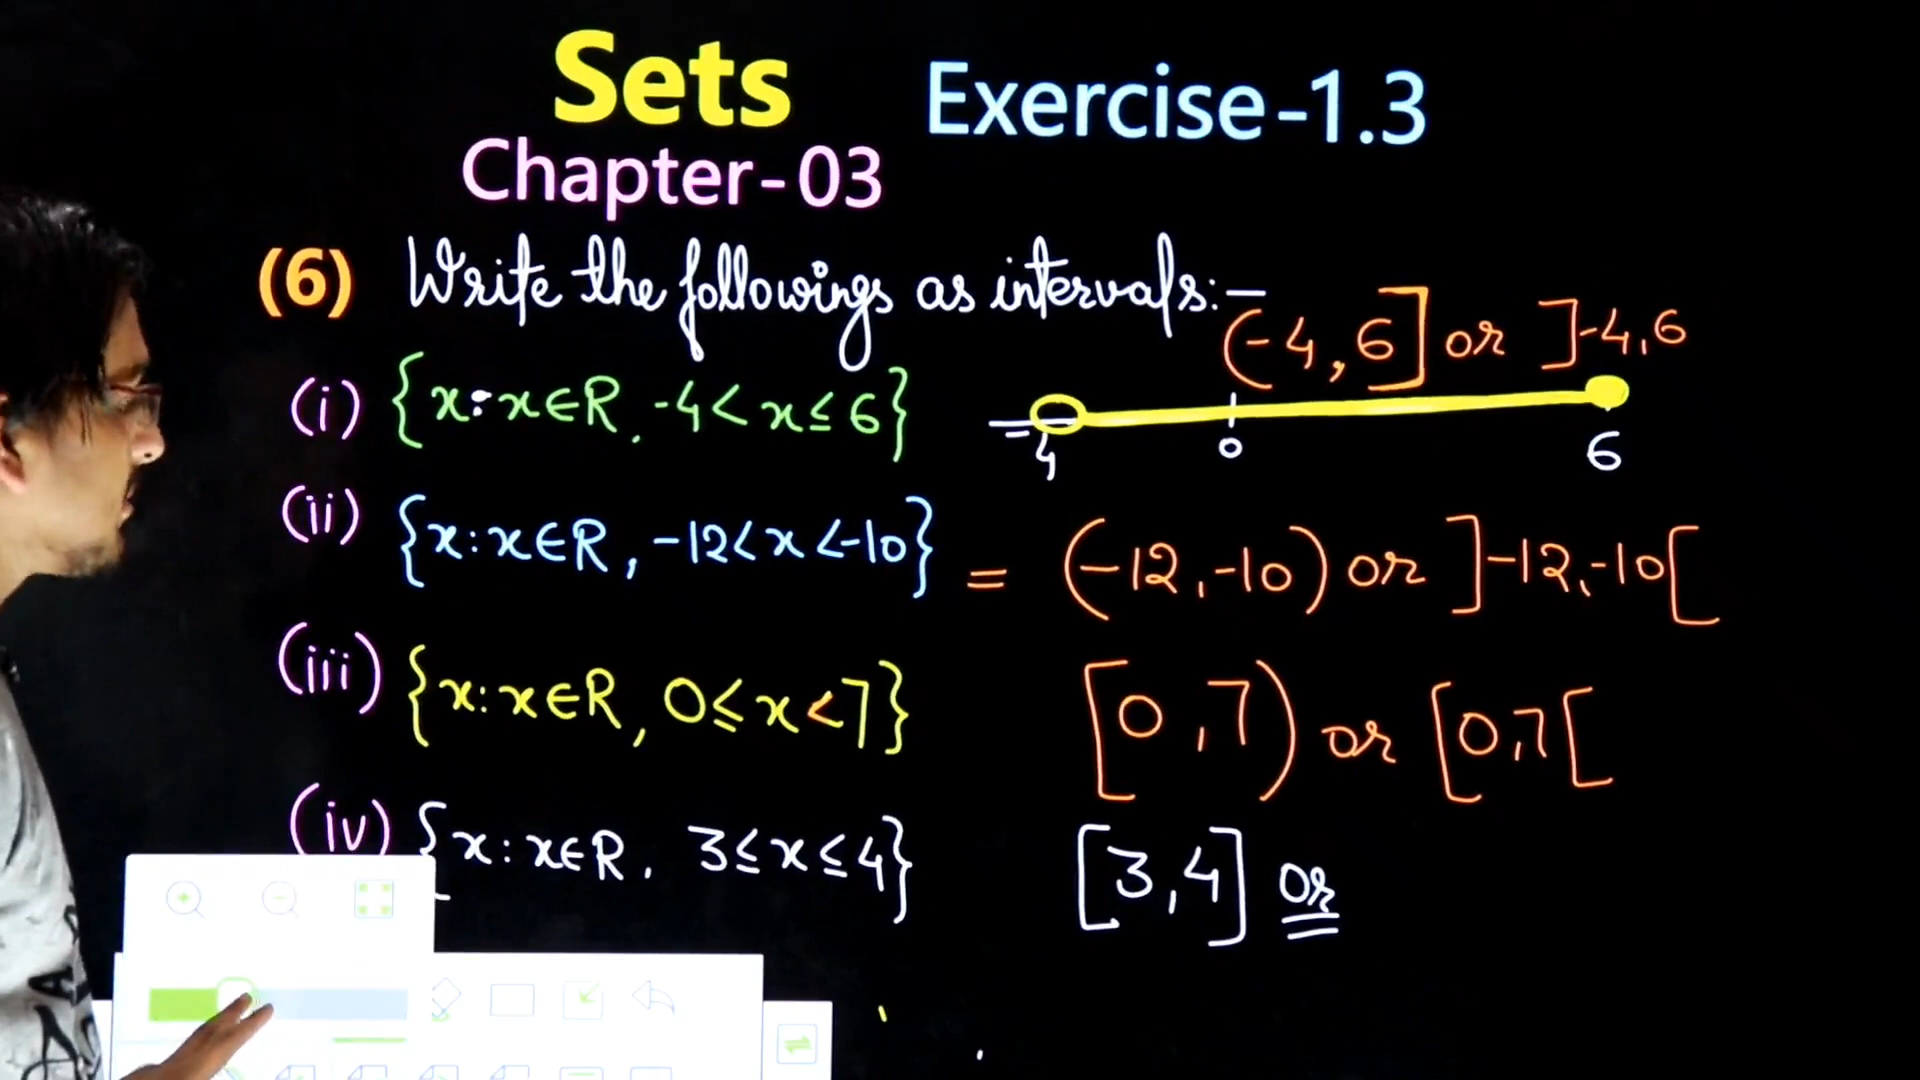 Sets Exercise-1.3
Chapter-03
(6) Write the followings as intervals:-
(-4, 6] or ]-4,6
(i) {x:x∈R, -4<x≤6}
-4 0 6
(ii) {x:x∈R, -12<x<-10} = (-12,-10) or ]-12,-10[
(iii) {x:x∈R, 0≤x<7} [0,7) or [0,7[
(iv) {x:x∈R, 3≤x≤4} [3,4] or